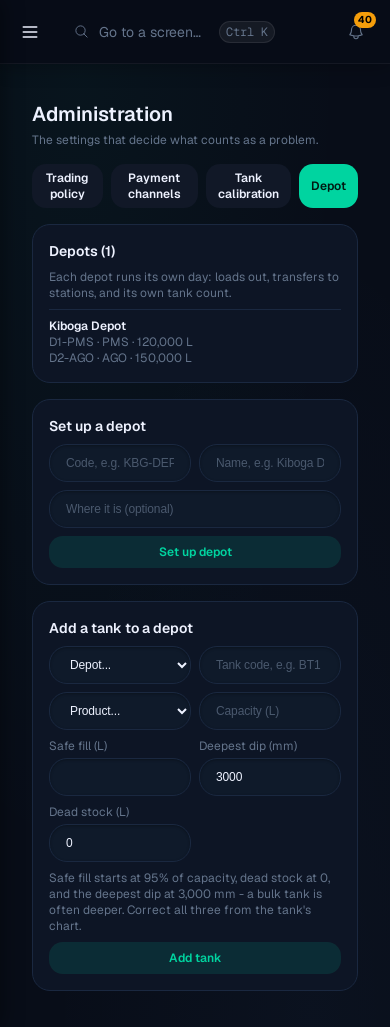 Go to a screen... Ctrl K 40
Administration
The settings that decide what counts as a problem.
Trading policy
Payment channels
Tank calibration
Depot
Depots (1)
Each depot runs its own day: loads out, transfers to
stations, and its own tank count.
Kiboga Depot
D1-PMS · PMS · 120,000 L
D2-AGO · AGO · 150,000 L
Set up a depot
Code, e.g. KBG-DEF Name, e.g. Kiboga D
Where it is (optional)
Set up depot
Add a tank to a depot
Depot... Tank code, e.g. BT1
Product... Capacity (L)
Safe fill (L) Deepest dip (mm)
3000
Dead stock (L)
0
Safe fill starts at 95% of capacity, dead stock at 0,
and the deepest dip at 3,000 mm - a bulk tank is
often deeper. Correct all three from the tank's
chart.
Add tank